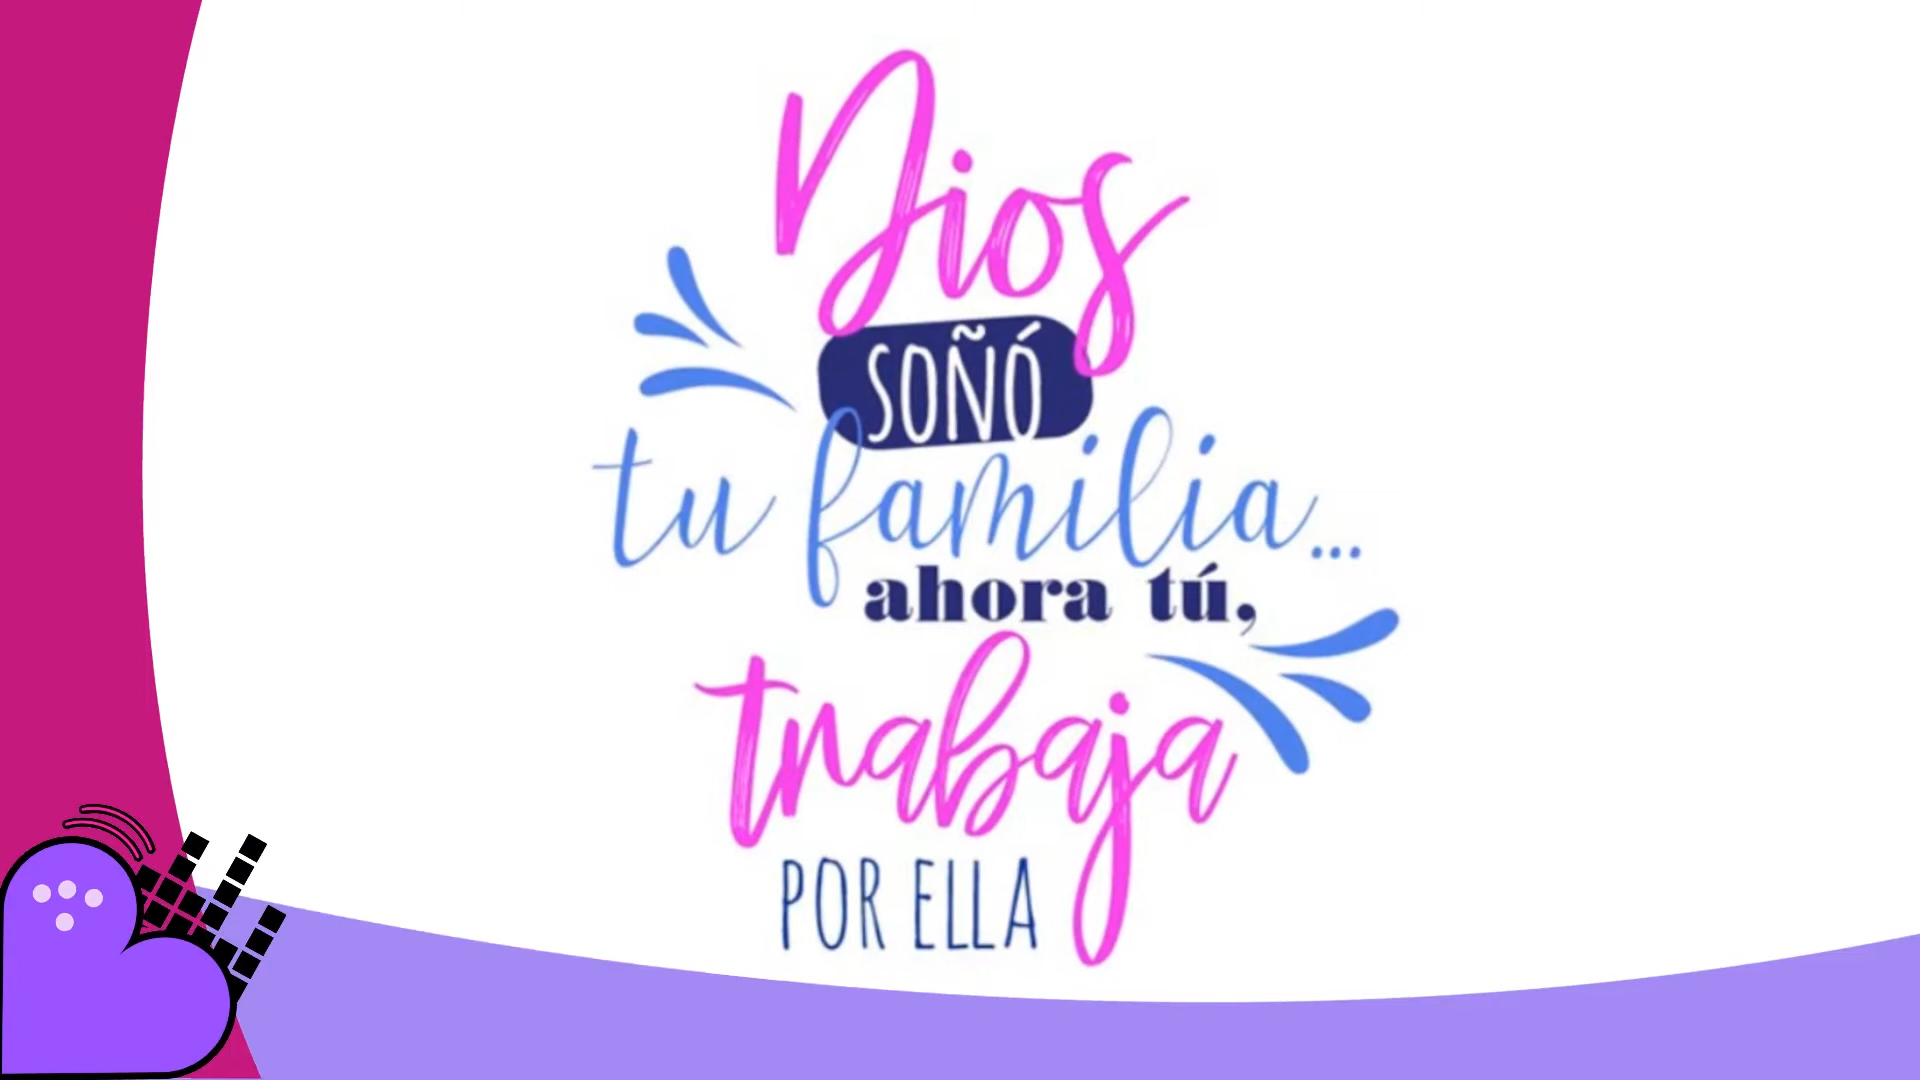 Dios
SOÑÓ
tu familia...
ahora tú,
trabaja
POR ELLA